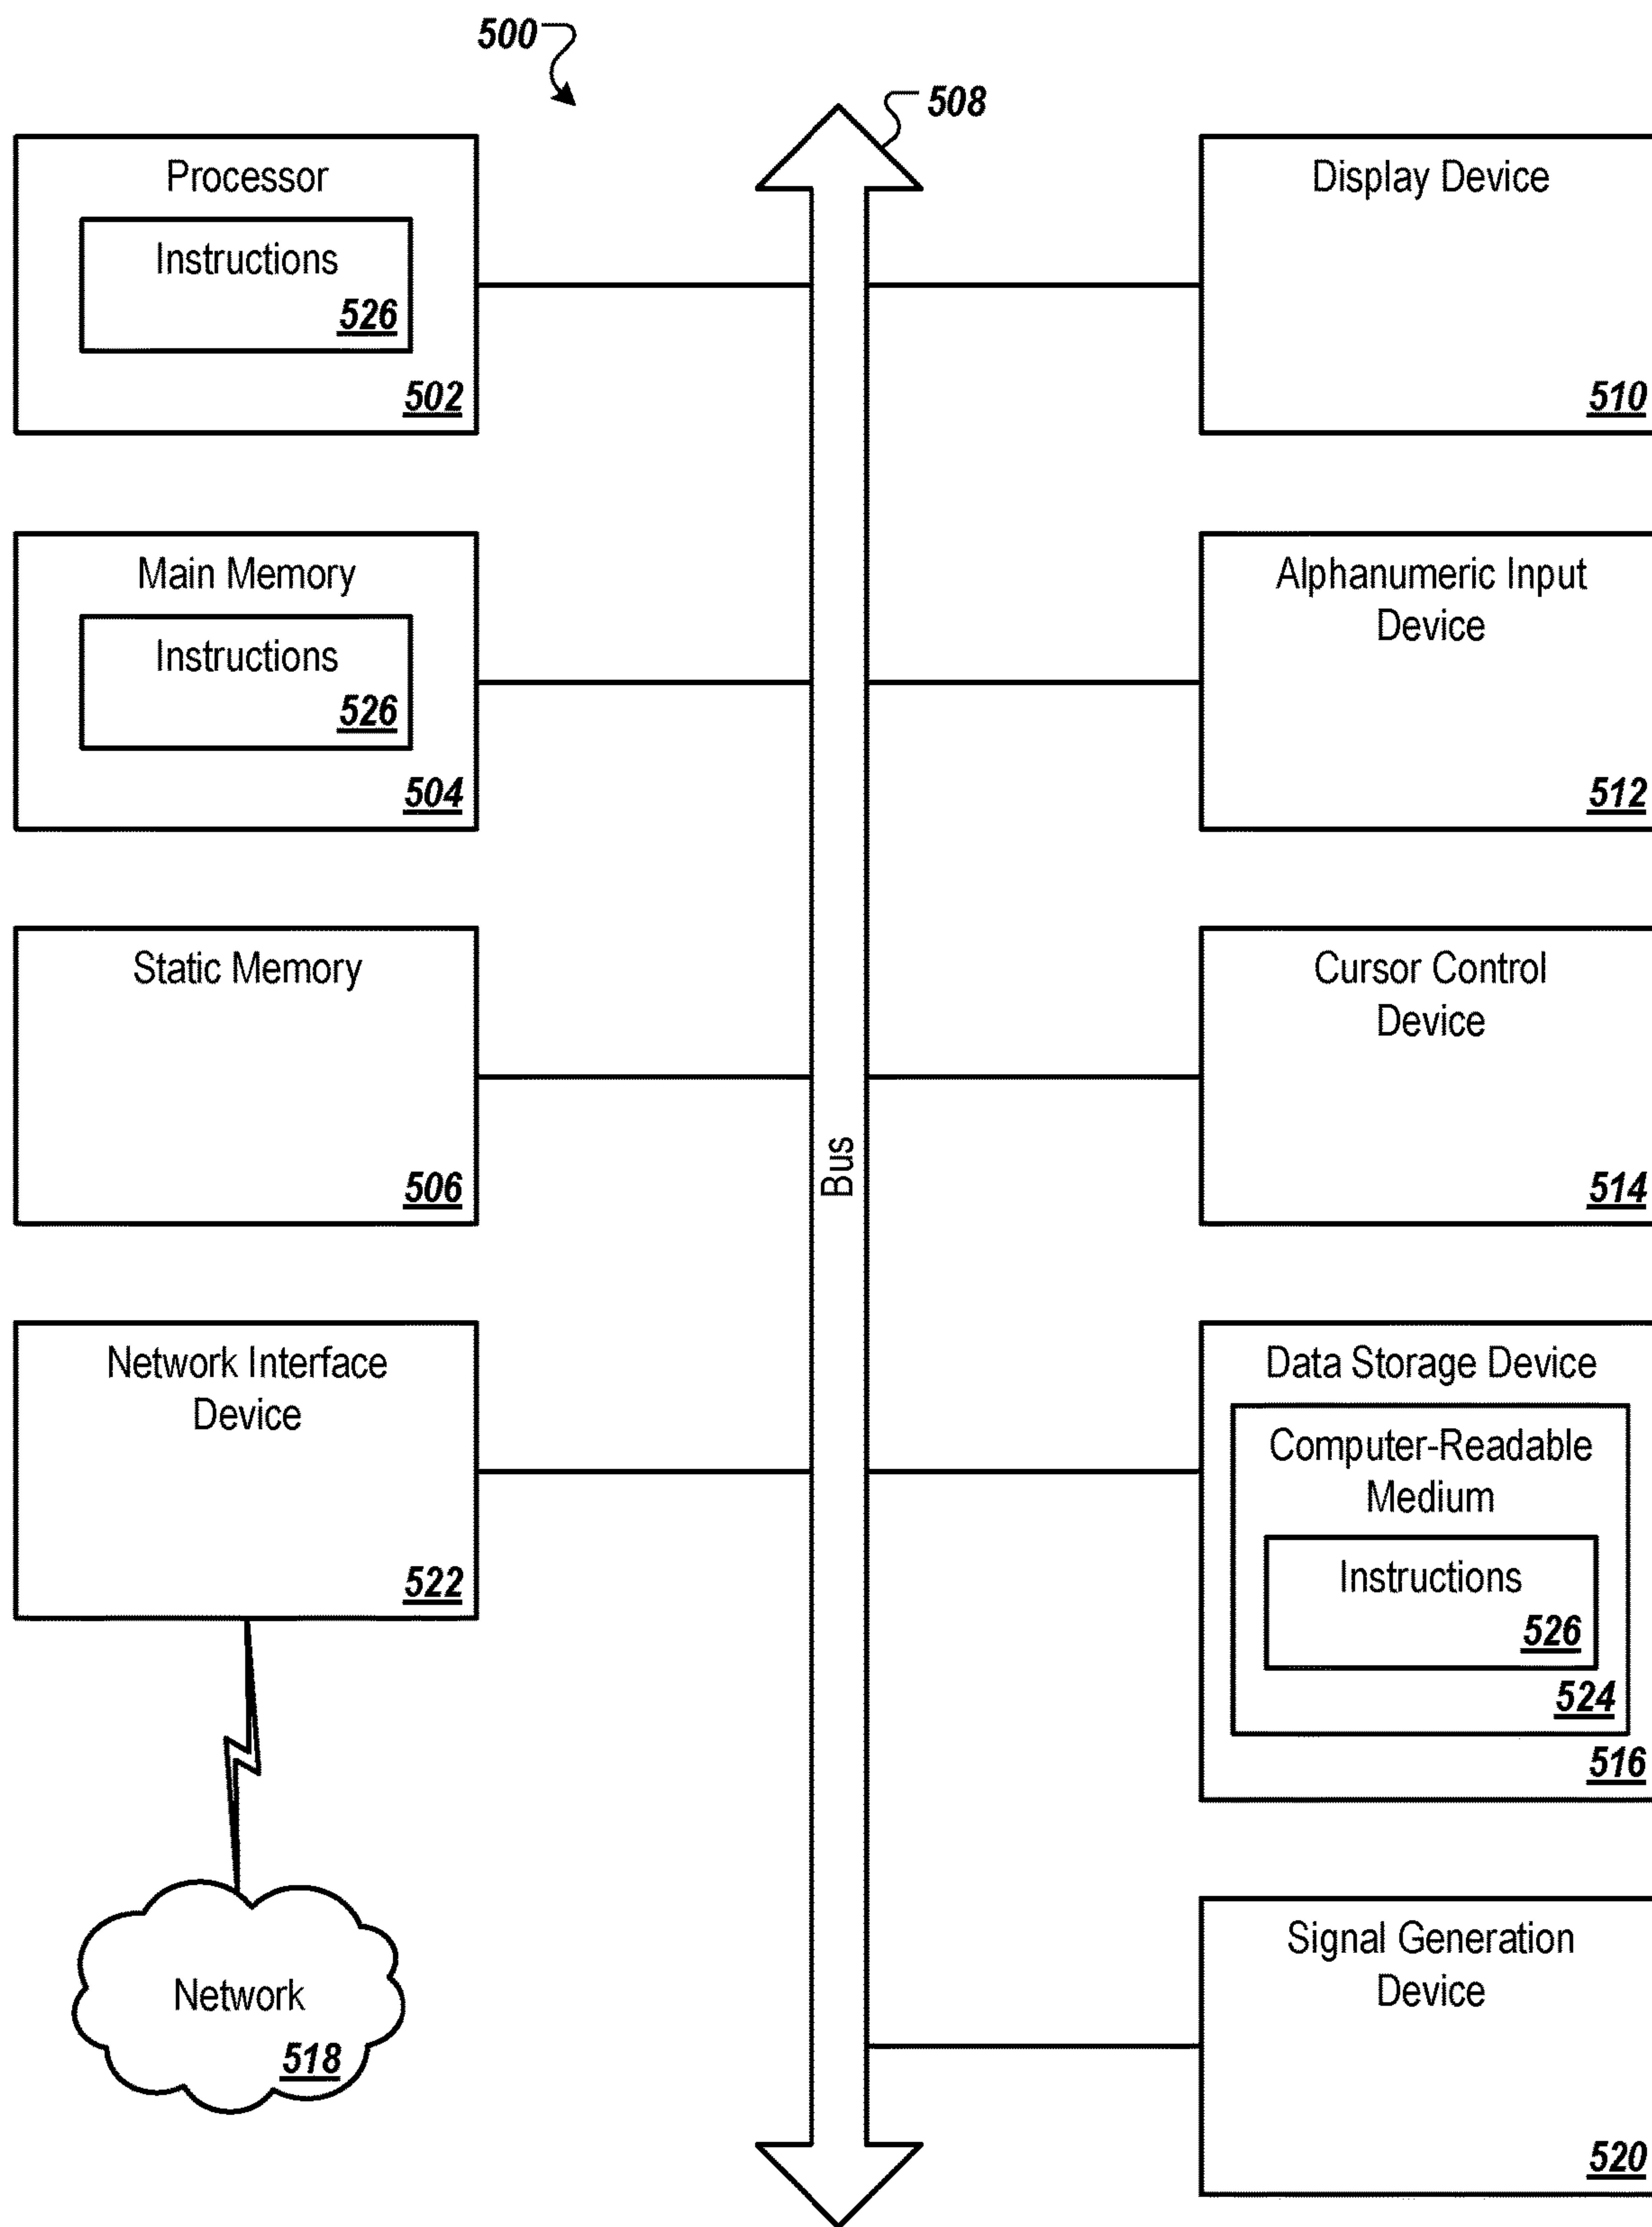 500
508
Processor
Instructions
526
502
Display Device
510
Main Memory
Instructions
526
504
Alphanumeric Input
Device
512
Static Memory
506
Cursor Control
Device
514
Bus
Network Interface
Device
522
Data Storage Device
Computer-Readable
Medium
Instructions
526
524
516
Network
518
Signal Generation
Device
520